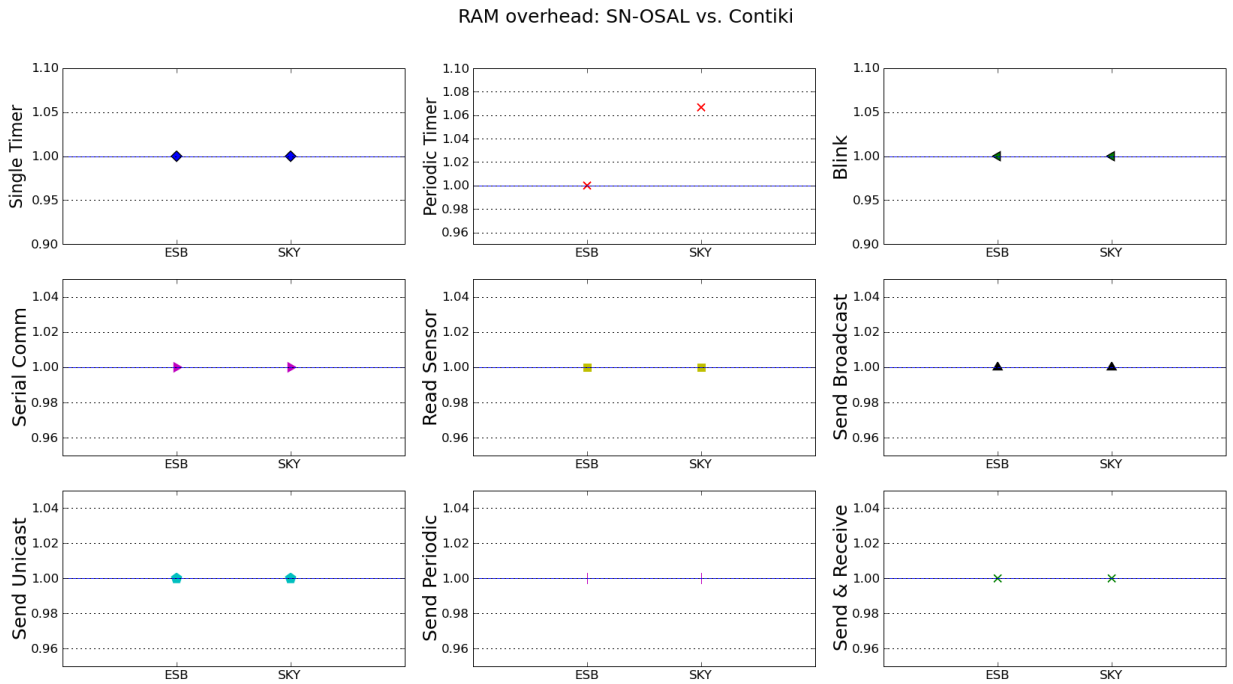 RAM overhead: SN-OSAL vs. Contiki
Single Timer
1.10
1.05
1.00
0.95
0.90
ESB SKY
Periodic Timer
1.10
1.08
1.06
1.04
1.02
1.00
0.98
0.96
ESB SKY
Blink
1.10
1.05
1.00
0.95
0.90
ESB SKY
Serial Comm
1.04
1.02
1.00
0.98
0.96
ESB SKY
Read Sensor
1.04
1.02
1.00
0.98
0.96
ESB SKY
Send Broadcast
1.04
1.02
1.00
0.98
0.96
ESB SKY
Send Unicast
1.04
1.02
1.00
0.98
0.96
ESB SKY
Send Periodic
1.04
1.02
1.00
0.98
0.96
ESB SKY
Send & Receive
1.04
1.02
1.00
0.98
0.96
ESB SKY